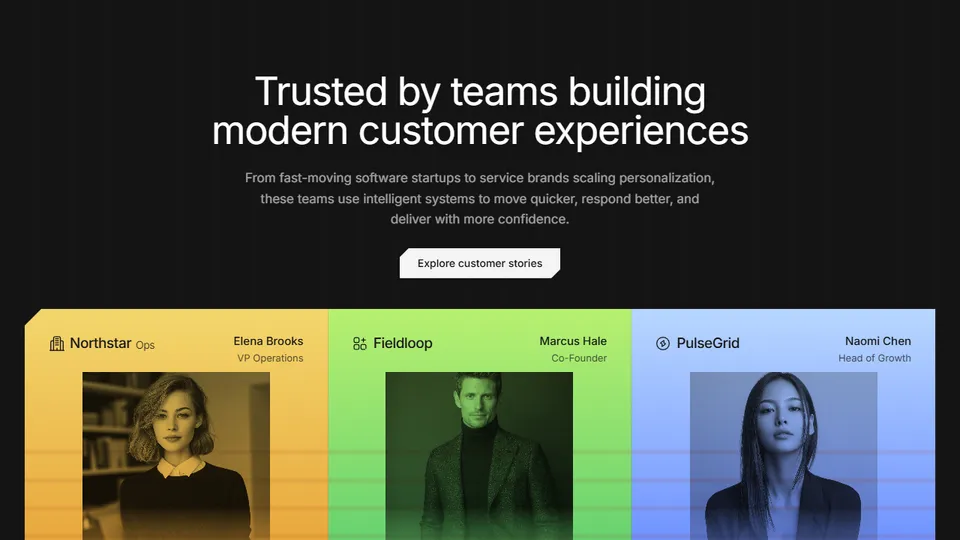 Trusted by teams building
modern customer experiences
From fast-moving software startups to service brands scaling personalization,
these teams use intelligent systems to move quicker, respond better, and
deliver with more confidence.
Explore customer stories
Northstar Ops
Elena Brooks
VP Operations
Fieldloop
Marcus Hale
Co-Founder
PulseGrid
Naomi Chen
Head of Growth